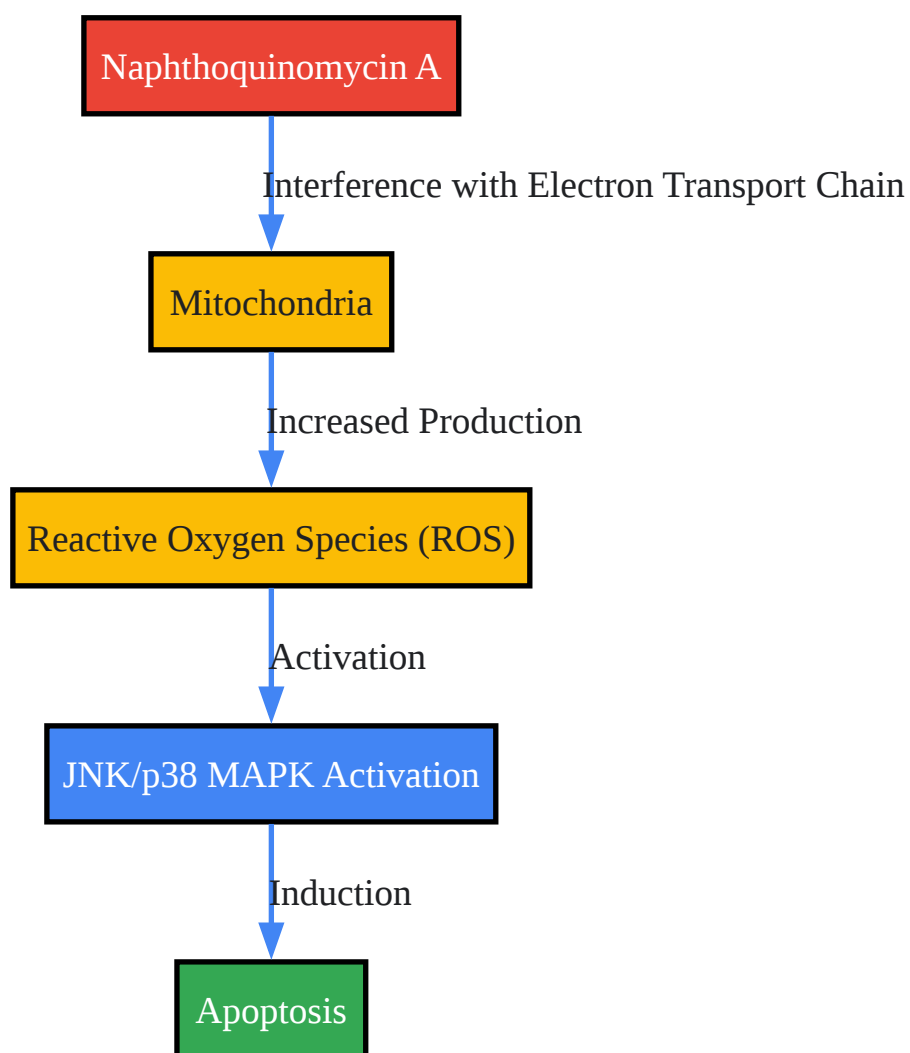 Naphthoquinomycin A
Interference with Electron Transport Chain
Mitochondria
Increased Production
Reactive Oxygen Species (ROS)
Activation
JNK/p38 MAPK Activation
Induction
Apoptosis